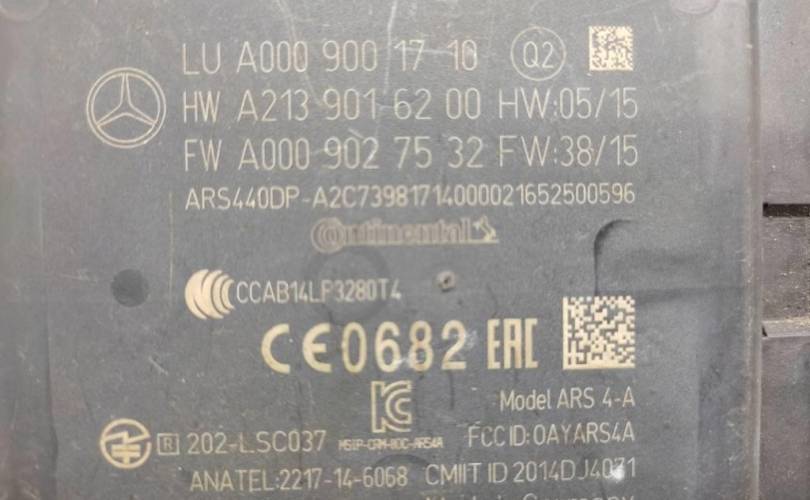 LU A000 900 17 10 Q2
HW A213 901 62 00 HW:05/15
FW A000 902 75 32 FW:38/15
ARS440DP-A2C73981714000021652500596
Continental
CCAB14LP3280T4
CE0682 EAC
Model ARS 4-A
R 202-LSC037 MSIP-CRM-ROC-ARS4A FCC ID: OAYARS4A
ANATEL:2217-14-6068 CMIIT ID 2014DJ4071